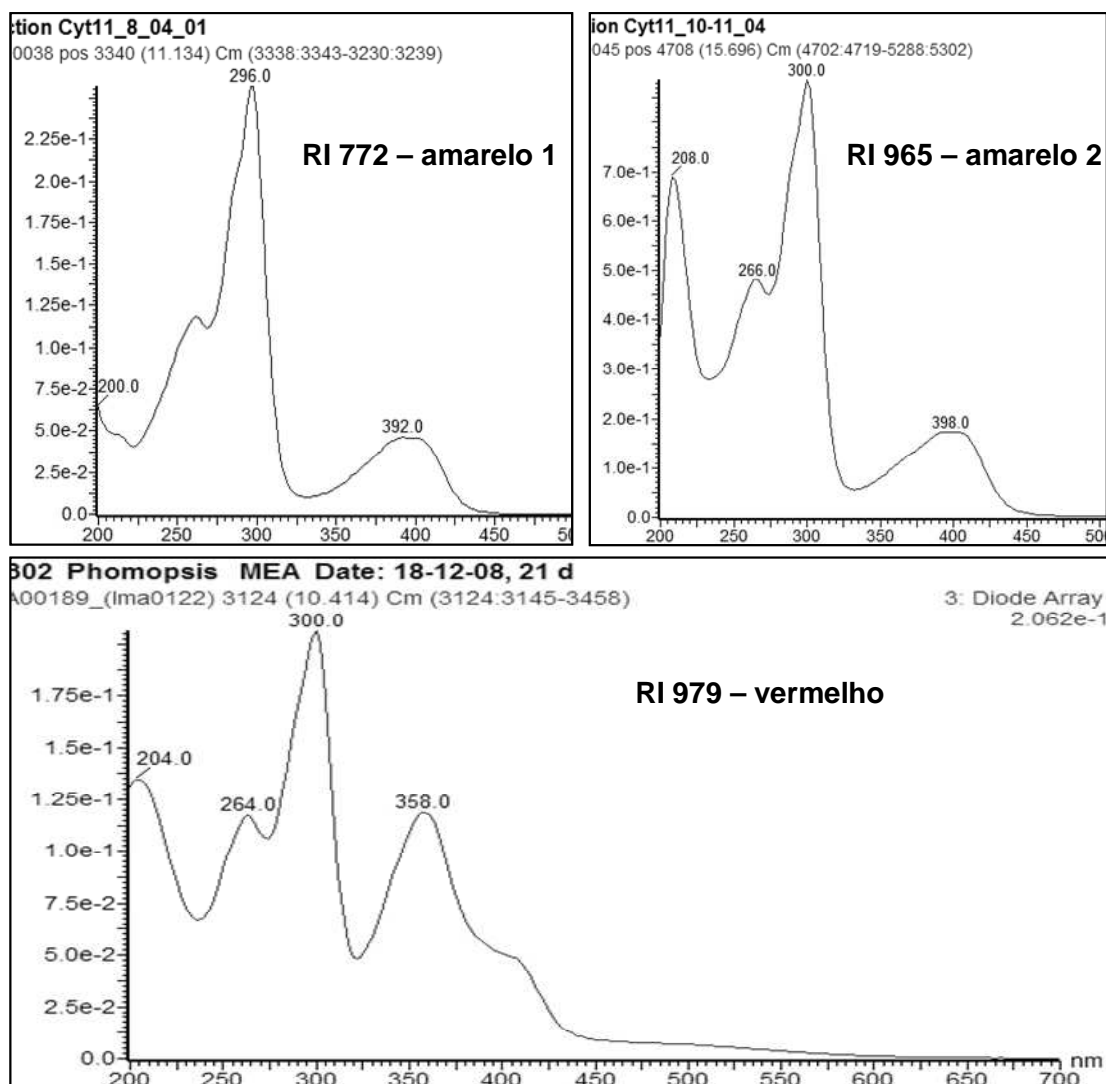 ction Cyt11_8_04_01
0038 pos 3340 (11.134) Cm (3338:3343-3230:3239)
296.0
2.25e-1
RI 772 – amarelo 1
2.0e-1
1.75e-1
1.5e-1
1.25e-1
1.0e-1
7.5e-2
200.0
5.0e-2
392.0
2.5e-2
0.0
200 250 300 350 400 450
ion Cyt11_10-11_04
045 pos 4708 (15.696) Cm (4702:4719-5288:5302)
300.0
RI 965 – amarelo 2
208.0
7.0e-1
6.0e-1
266.0
5.0e-1
4.0e-1
3.0e-1
2.0e-1
398.0
1.0e-1
0.0
200 250 300 350 400 450 500
302 Phomopsis MEA Date: 18-12-08, 21 d
A00189_(lma0122) 3124 (10.414) Cm (3124:3145-3458)
3: Diode Array
2.062e-1
300.0
RI 979 – vermelho
1.75e-1
1.5e-1
204.0
1.25e-1
264.0
358.0
1.0e-1
7.5e-2
5.0e-2
2.5e-2
0.0
nm
200 250 300 350 400 450 500 550 600 650 700